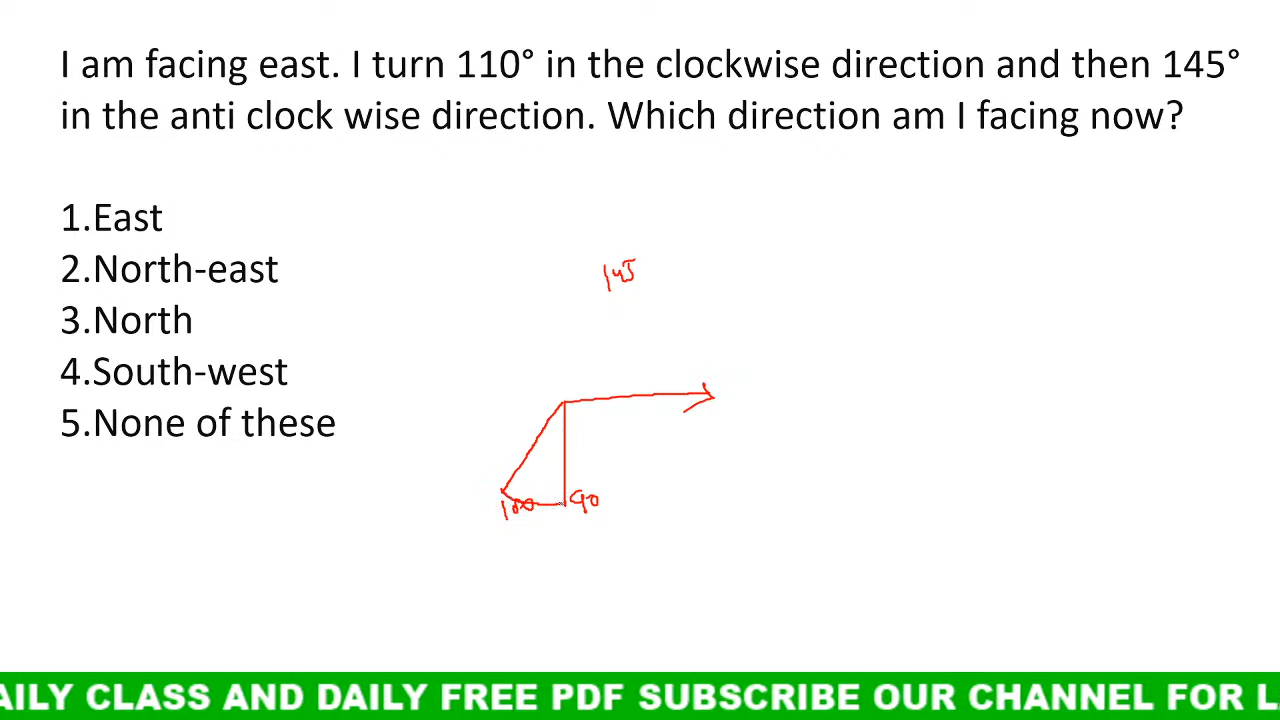 I am facing east. I turn 110° in the clockwise direction and then 145°
in the anti clock wise direction. Which direction am I facing now?
1.East
2.North-east
3.North
4.South-west
5.None of these
145
90
AILY CLASS AND DAILY FREE PDF SUBSCRIBE OUR CHANNEL FOR L